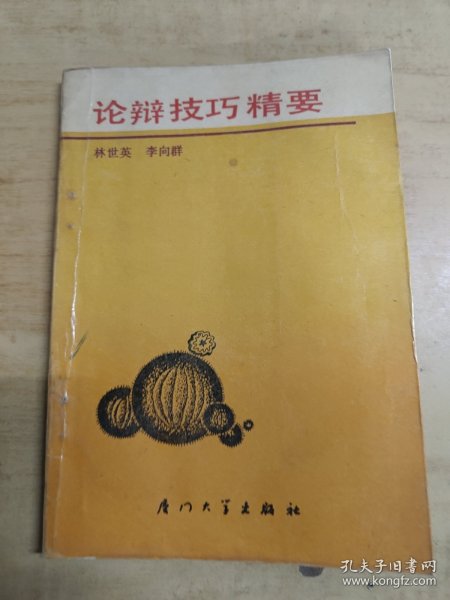 论辩技巧精要
林世英 李向群
厦门大学出版社
孔夫子旧书网
www.kongfz.com